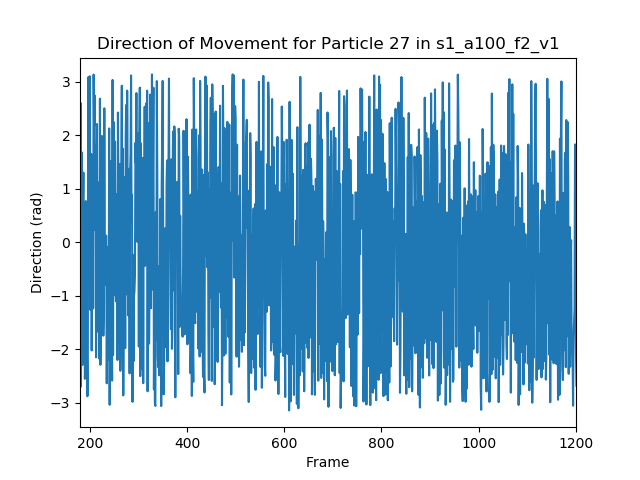 Direction of Movement for Particle 27 in s1_a100_f2_v1
Direction (rad)
3
2
1
0
−1
−2
−3
200 400 600 800 1000 1200
Frame